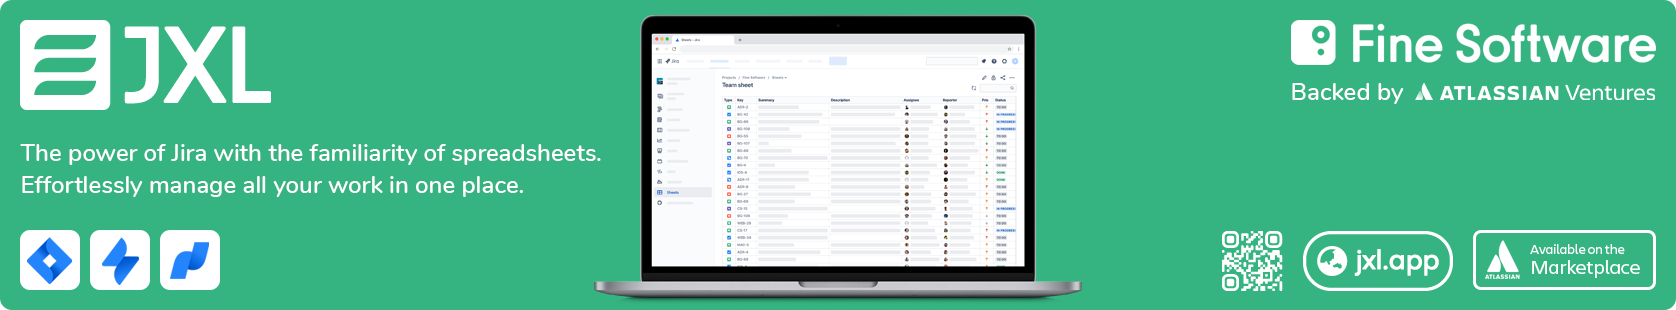 JXL
The power of Jira with the familiarity of spreadsheets.
Effortlessly manage all your work in one place.
Jira
Projects / Fine Software / Sheets
Team sheet
Type Key Summary Description Assignee Reporter Prio Status
Sheets
Fine Software
Backed by ATLASSIAN Ventures
jxl.app
ATLASSIAN
Available on the
Marketplace